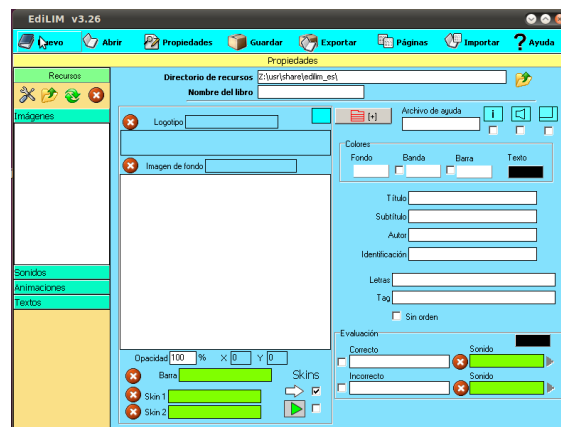 EdiLIM v3.26
Nuevo Abrir Propiedades Guardar Exportar Páginas Importar Ayuda
Propiedades
Recursos
Directorio de recursos Z:\usr\share\edilim_es\
Nombre del libro
Imágenes
Sonidos
Animaciones
Textos
Logotipo
Imagen de fondo
Opacidad 100 % X 0 Y 0
Barra Skins
Skin 1
Skin 2
[+] Archivo de ayuda i
Colores
Fondo Banda Barra Texto
Título
Subtítulo
Autor
Identificación
Letras
Tag
Sin orden
Evaluación
Correcto Sonido
Incorrecto Sonido